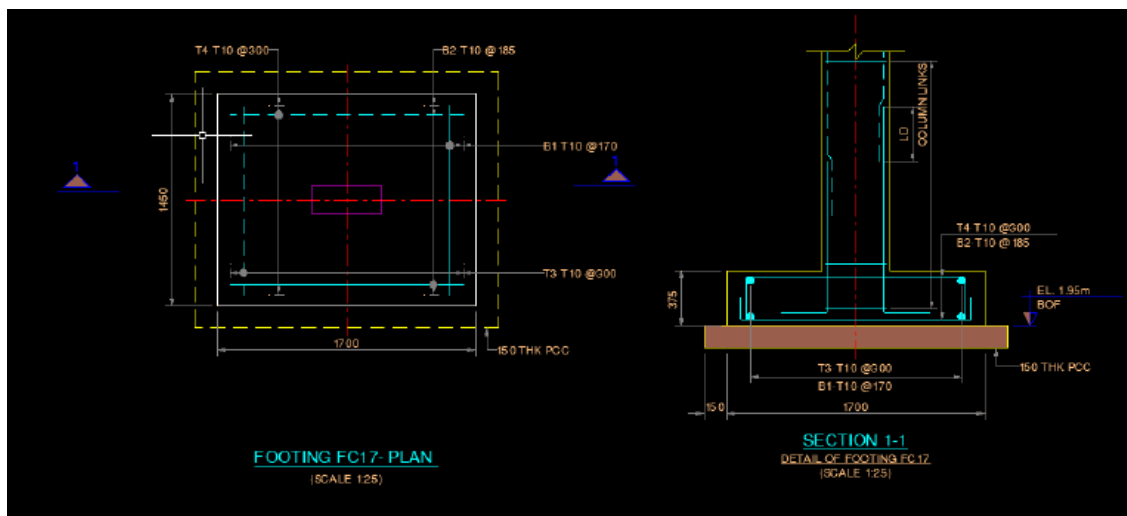 T4 T10 @300
B2 T10 @185
B1 T10 @170
1
1
1450
T3 T10 @300
1700
150 THK PCC
FOOTING FC17- PLAN
(SCALE 1:25)
COLUMN LINKS
LD
T4 T10 @300
B2 T10 @185
375
EL. 1.95m
BOF
150 THK PCC
T3 T10 @300
B1 T10 @170
150
1700
SECTION 1-1
DETAIL OF FOOTING FC17
(SCALE 1:25)